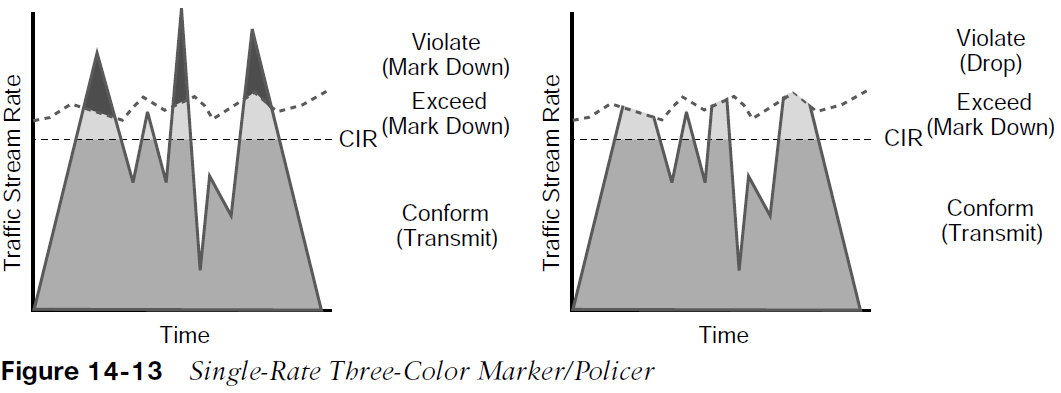 Traffic Stream Rate
Violate
(Mark Down)
Exceed
(Mark Down)
CIR
Conform
(Transmit)
Time
Traffic Stream Rate
Violate
(Drop)
Exceed
(Mark Down)
CIR
Conform
(Transmit)
Time
Figure 14-13 Single-Rate Three-Color Marker/Policer